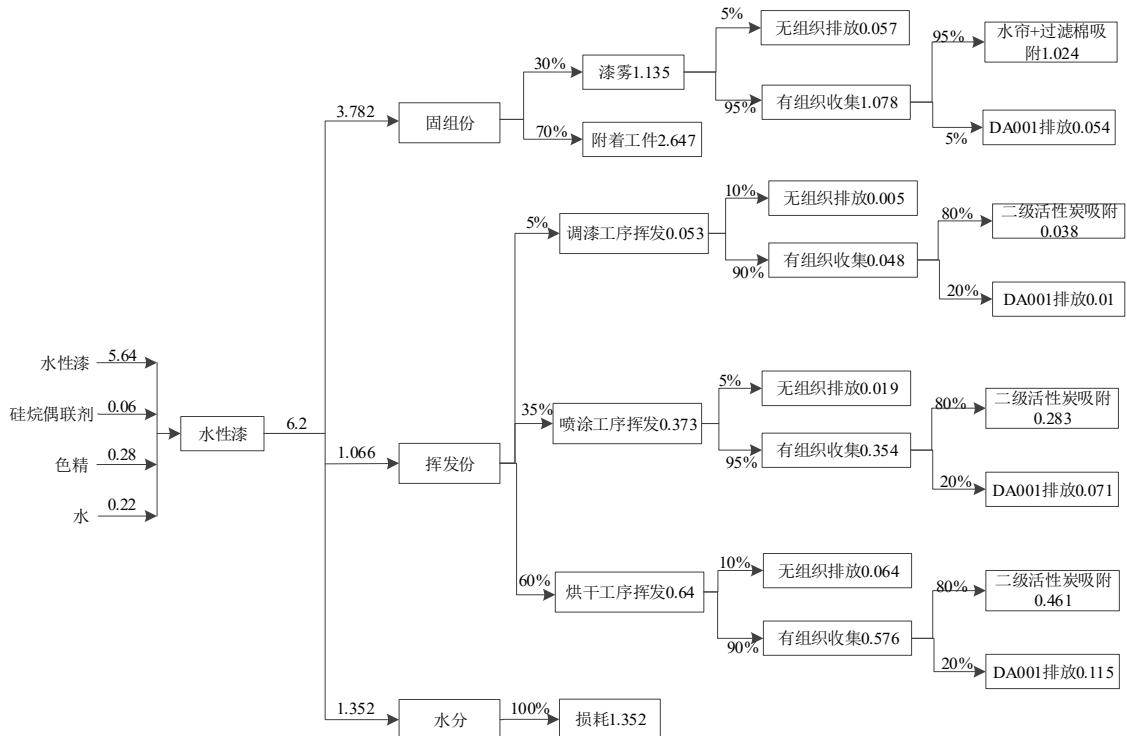 5%
无组织排放0.057
95%
水帘+过滤棉吸
附1.024
30%
漆雾1.135
95%
有组织收集1.078
3.782
固组份
5%
DA001排放0.054
70%
附着工件2.647
10%
无组织排放0.005
80%
二级活性炭吸附
0.038
5%
调漆工序挥发0.053
90%
有组织收集0.048
20%
DA001排放0.01
水性漆
5.64
硅烷偶联剂
0.06
色精
0.28
水
0.22
水性漆
6.2
5%
无组织排放0.019
80%
二级活性炭吸附
0.283
35%
喷涂工序挥发0.373
95%
有组织收集0.354
1.066
挥发份
20%
DA001排放0.071
10%
无组织排放0.064
80%
二级活性炭吸附
0.461
60%
烘干工序挥发0.64
90%
有组织收集0.576
20%
DA001排放0.115
1.352
水分
100%
损耗1.352